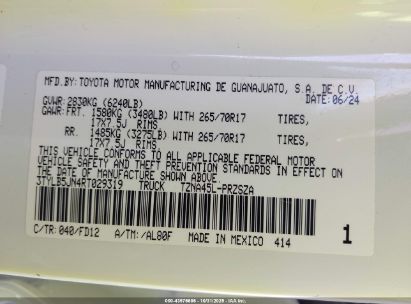 MFD.BY: TOYOTA MOTOR MANUFACTURING DE GUANAJUATO, S.A. DE C.V.
DATE: 06/24
GVWR: 2830KG (6240LB)
GAWR: FRT. 1580KG (3480LB) WITH 265/70R17 TIRES,
17X7.5J RIMS
RR. 1485KG (3275LB) WITH 265/70R17 TIRES,
17X7.5J RIMS
THIS VEHICLE CONFORMS TO ALL APPLICABLE FEDERAL MOTOR
VEHICLE SAFETY AND THEFT PREVENTION STANDARDS IN EFFECT ON
THE DATE OF MANUFACTURE SHOWN ABOVE.
3TYLB5JN4RT029319 TRUCK TZNA45L-PRZSZA
C/TR: 040/FD12 A/TM: /AL80F MADE IN MEXICO 414 1